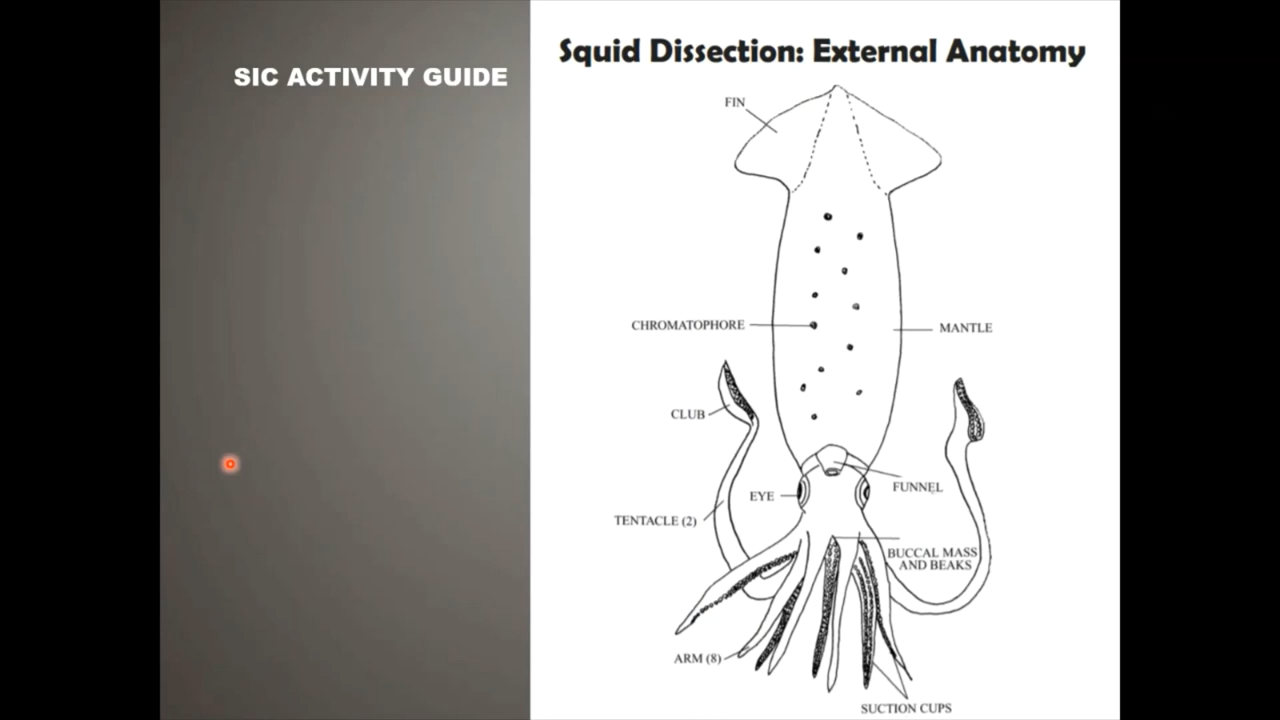 SIC ACTIVITY GUIDE
Squid Dissection: External Anatomy
FIN
CHROMATOPHORE
MANTLE
CLUB
EYE
FUNNEL
TENTACLE (2)
BUCCAL MASS
AND BEAKS
ARM (8)
SUCTION CUPS